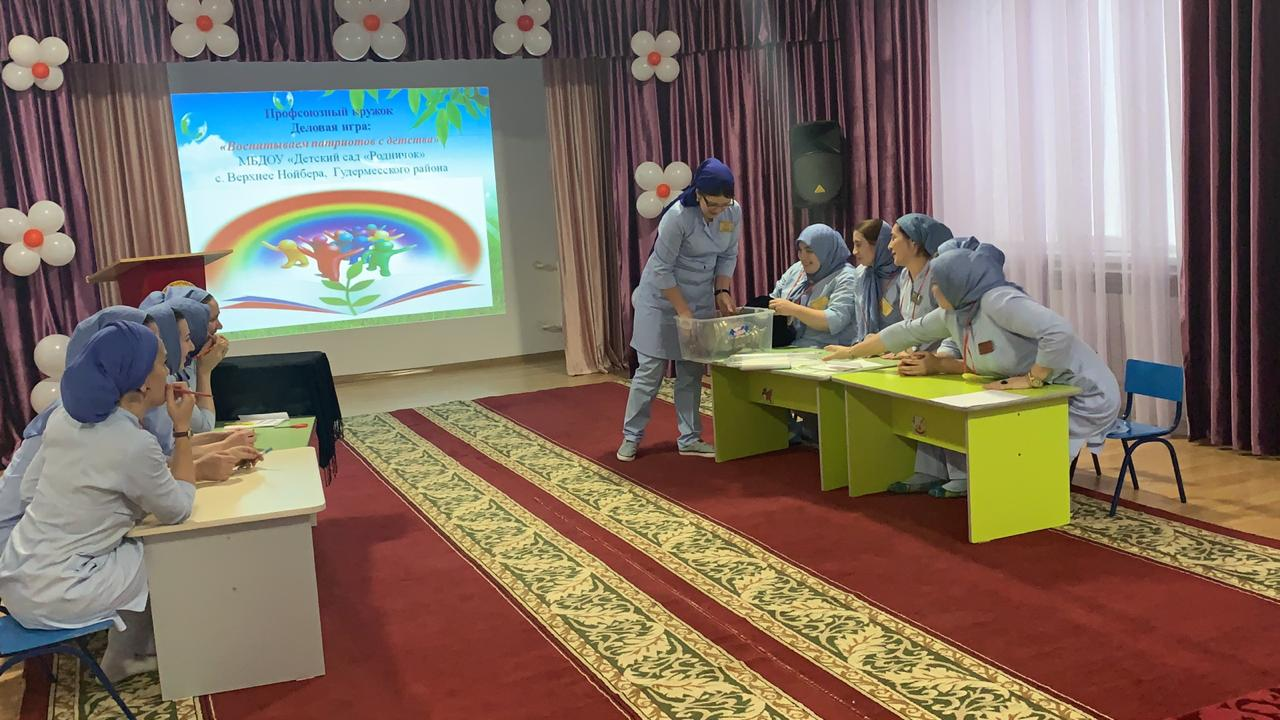 Профсоюзный кружок
Деловая игра:
«Воспитываем патриотов с детства»
МБДОУ «Детский сад «Родничок»
с. Верхнее Нойбера, Гудермесского района